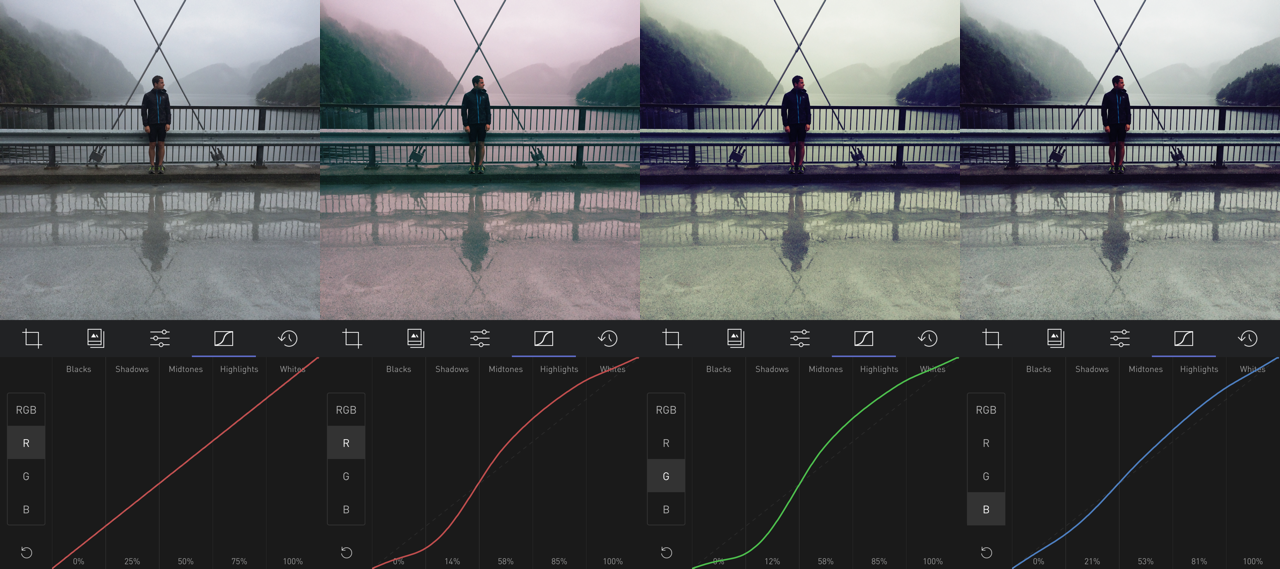 Blacks Shadows Midtones Highlights Whites
RGB
R
G
B
0% 25% 50% 75% 100%
Blacks Shadows Midtones Highlights Whites
RGB
R
G
B
0% 14% 58% 85% 100%
Blacks Shadows Midtones Highlights Whites
RGB
R
G
B
0% 12% 58% 85% 100%
Blacks Shadows Midtones Highlights Whites
RGB
R
G
B
0% 21% 53% 81% 100%